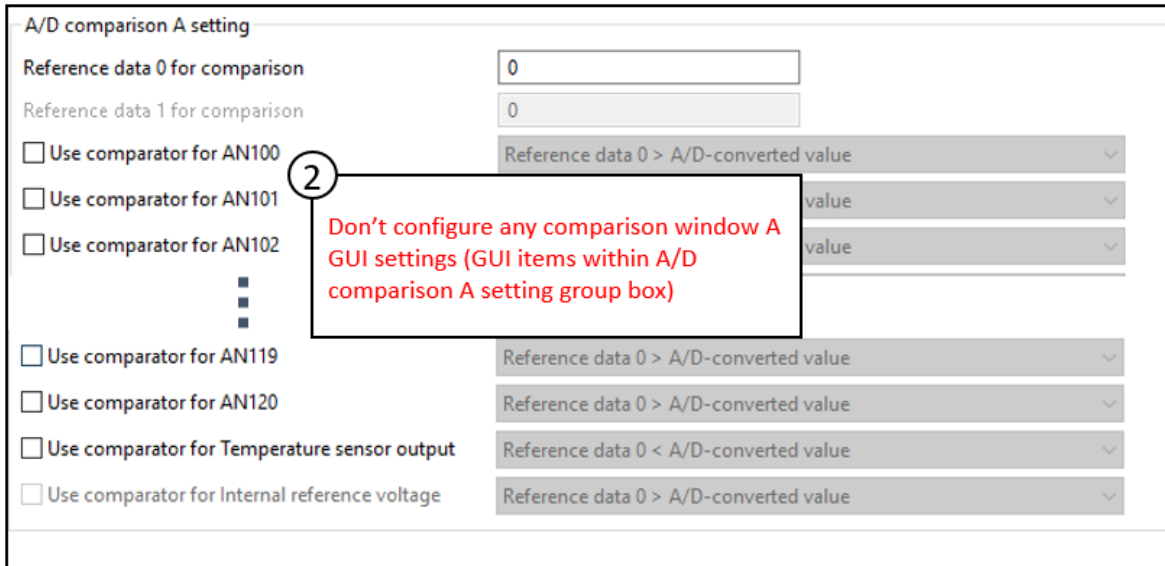 A/D comparison A setting
Reference data 0 for comparison 0
Reference data 1 for comparison 0
Use comparator for AN100 Reference data 0 > A/D-converted value
2
Use comparator for AN101 value
Don't configure any comparison window A
Use comparator for AN102 value
GUI settings (GUI items within A/D
comparison A setting group box)
Use comparator for AN119 Reference data 0 > A/D-converted value
Use comparator for AN120 Reference data 0 > A/D-converted value
Use comparator for Temperature sensor output Reference data 0 < A/D-converted value
Use comparator for Internal reference voltage Reference data 0 > A/D-converted value